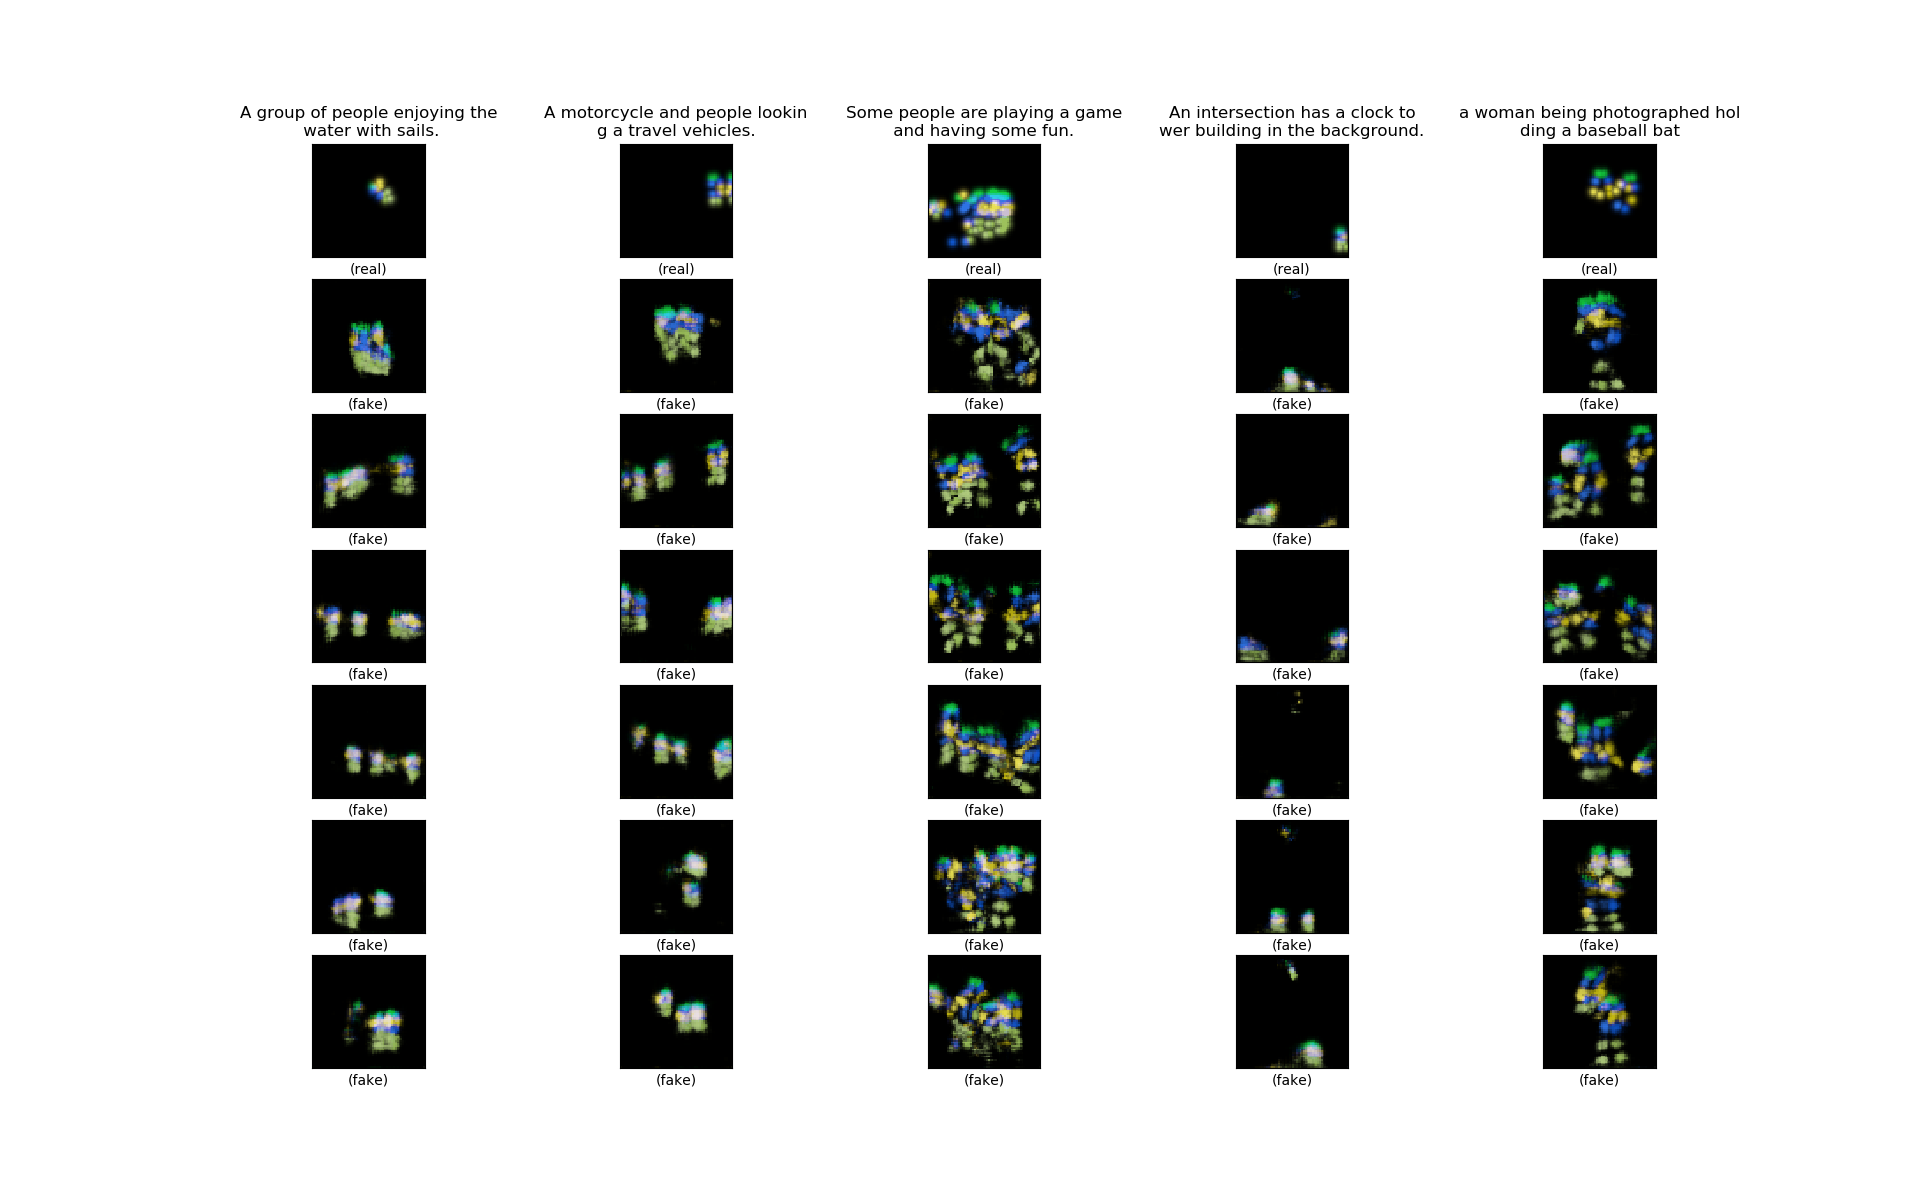 A group of people enjoying the
water with sails.
A motorcycle and people lookin
g a travel vehicles.
Some people are playing a game
and having some fun.
An intersection has a clock to
wer building in the background.
a woman being photographed hol
ding a baseball bat
(real) (real) (real) (real) (real)
(fake) (fake) (fake) (fake) (fake)
(fake) (fake) (fake) (fake) (fake)
(fake) (fake) (fake) (fake) (fake)
(fake) (fake) (fake) (fake) (fake)
(fake) (fake) (fake) (fake) (fake)
(fake) (fake) (fake) (fake) (fake)